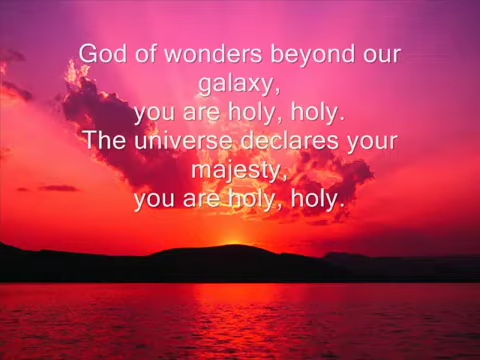 God of wonders beyond our
galaxy,
you are holy, holy.
The universe declares your
majesty,
you are holy, holy.